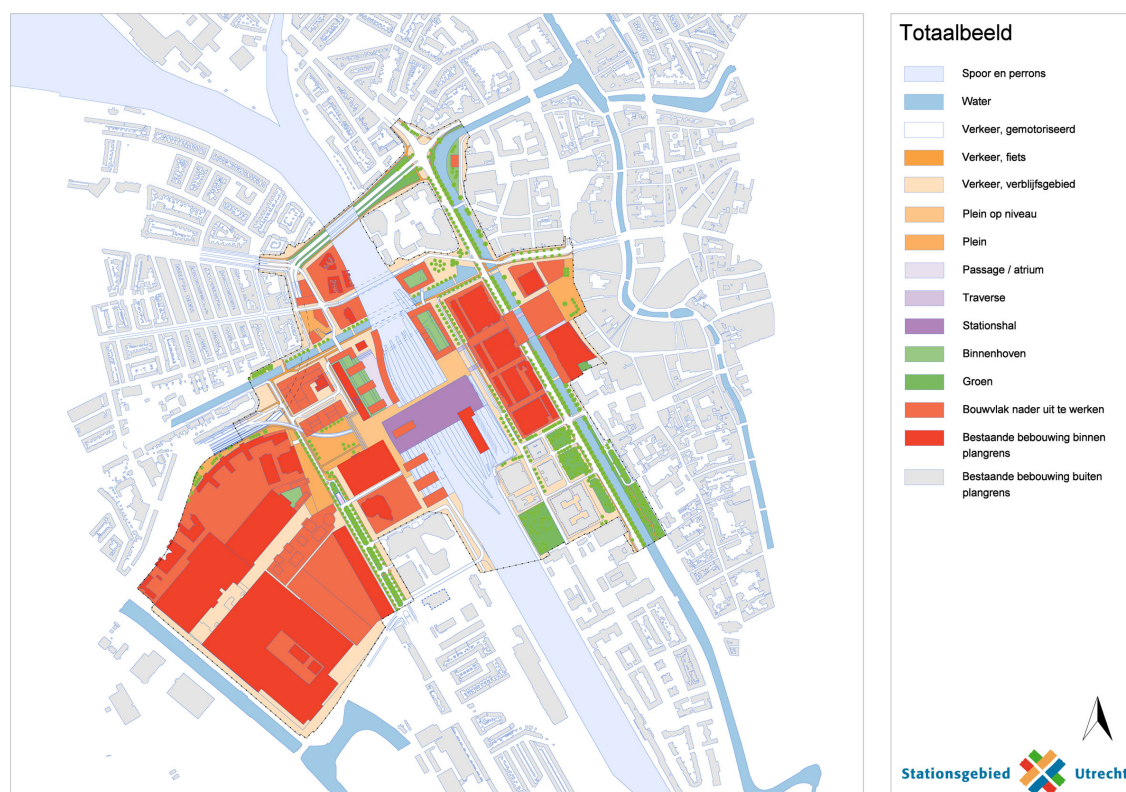 Totaalbeeld
Spoor en perrons
Water
Verkeer, gemotoriseerd
Verkeer, fiets
Verkeer, verblijfsgebied
Plein op niveau
Plein
Passage / atrium
Traverse
Stationshal
Binnenhoven
Groen
Bouwvlak nader uit te werken
Bestaande bebouwing binnen
plangrens
Bestaande bebouwing buiten
plangrens
Stationsgebied Utrecht